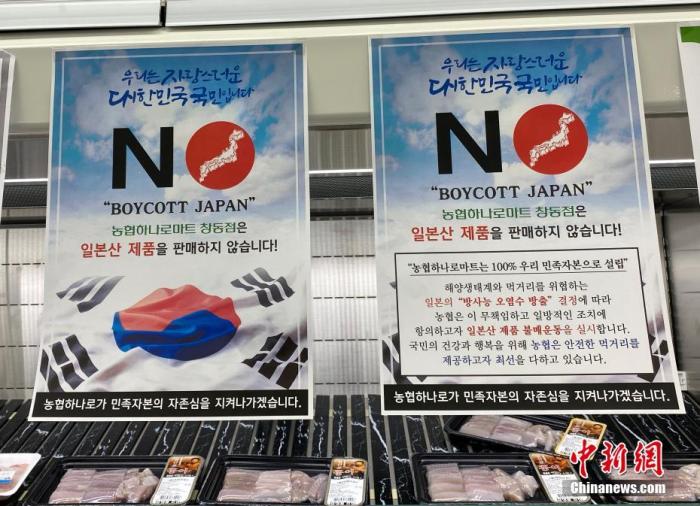 우리는 자랑스러운
대한민국 국민입니다
NO
"BOYCOTT JAPAN"
농협하나로마트 창동점은
일본산 제품을 판매하지 않습니다!
농협하나로가 민족자본의 자존심을 지켜나가겠습니다.
우리는 자랑스러운
대한민국 국민입니다
NO
"BOYCOTT JAPAN"
농협하나로마트 창동점은
일본산 제품을 판매하지 않습니다!
"농협하나로마트는 100% 우리 민족자본으로 설립"
해양생태계와 먹거리를 위협하는
일본의 "방사능 오염수 방출" 결정에 따라
농협은 이 무책임하고 일방적인 조치에
항의하고자 일본산 제품 불매운동을 실시합니다.
국민의 건강과 행복을 위해 농협은 안전한 먹거리를
제공하고자 최선을 다하고 있습니다.
농협하나로가 민족자본의 자존심을 지켜나가겠습니다.
中新网
Chinanews.com